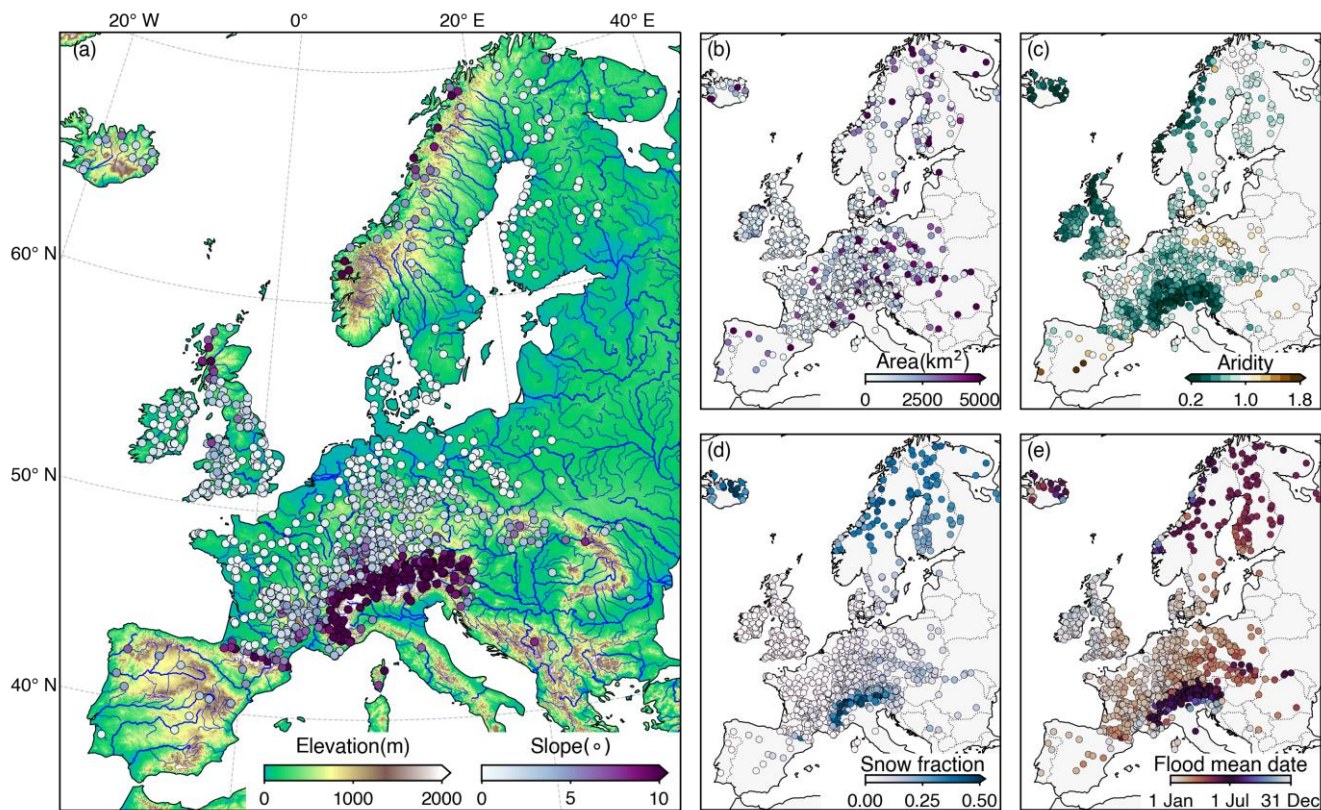 20° W 0° 20° E 40° E
(a)
60° N
50° N
40° N
Elevation(m)
0 1000 2000
Slope(°)
0 5 10
(b)
Area(km²)
0 2500 5000
(c)
Aridity
0.2 1.0 1.8
(d)
Snow fraction
0.00 0.25 0.50
(e)
Flood mean date
1 Jan 1 Jul 31 Dec